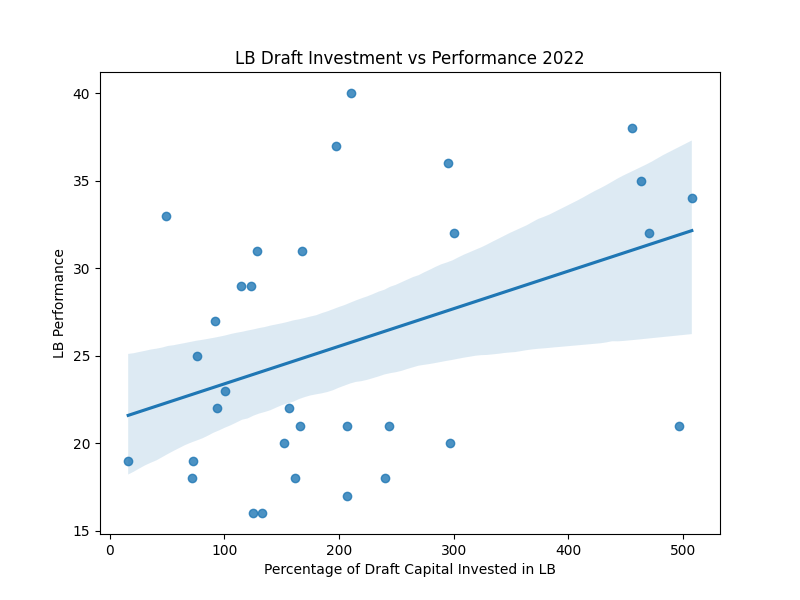 LB Draft Investment vs Performance 2022
40
35
30
25
20
15
LB Performance
0 100 200 300 400 500
Percentage of Draft Capital Invested in LB